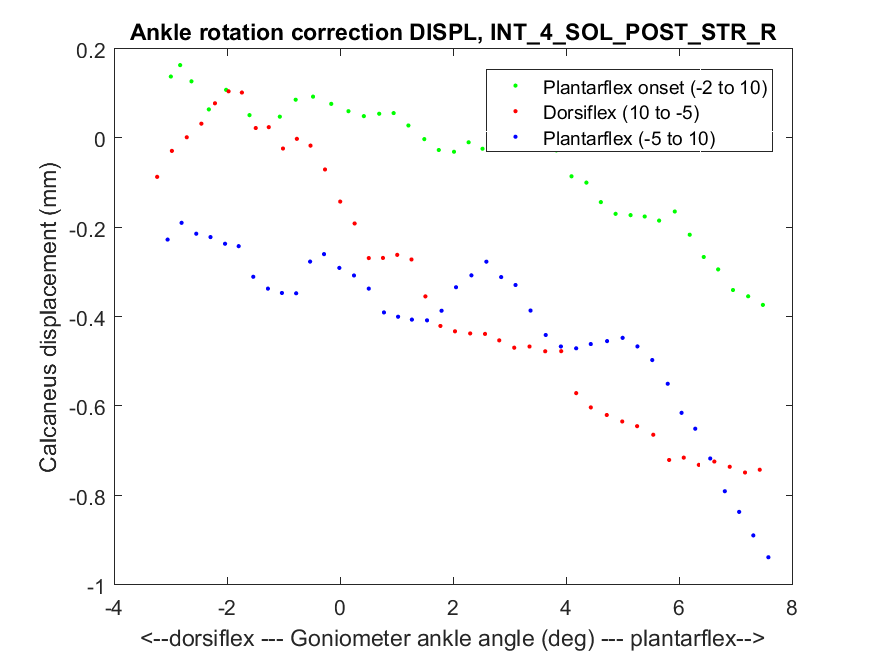 Ankle rotation correction DISPL, INT_4_SOL_POST_STR_R
Plantarflex onset (-2 to 10)
Dorsiflex (10 to -5)
Plantarflex (-5 to 10)
Calcaneus displacement (mm)
0.2
0
-0.2
-0.4
-0.6
-0.8
-1
-4 -2 0 2 4 6 8
<--dorsiflex --- Goniometer ankle angle (deg) --- plantarflex-->